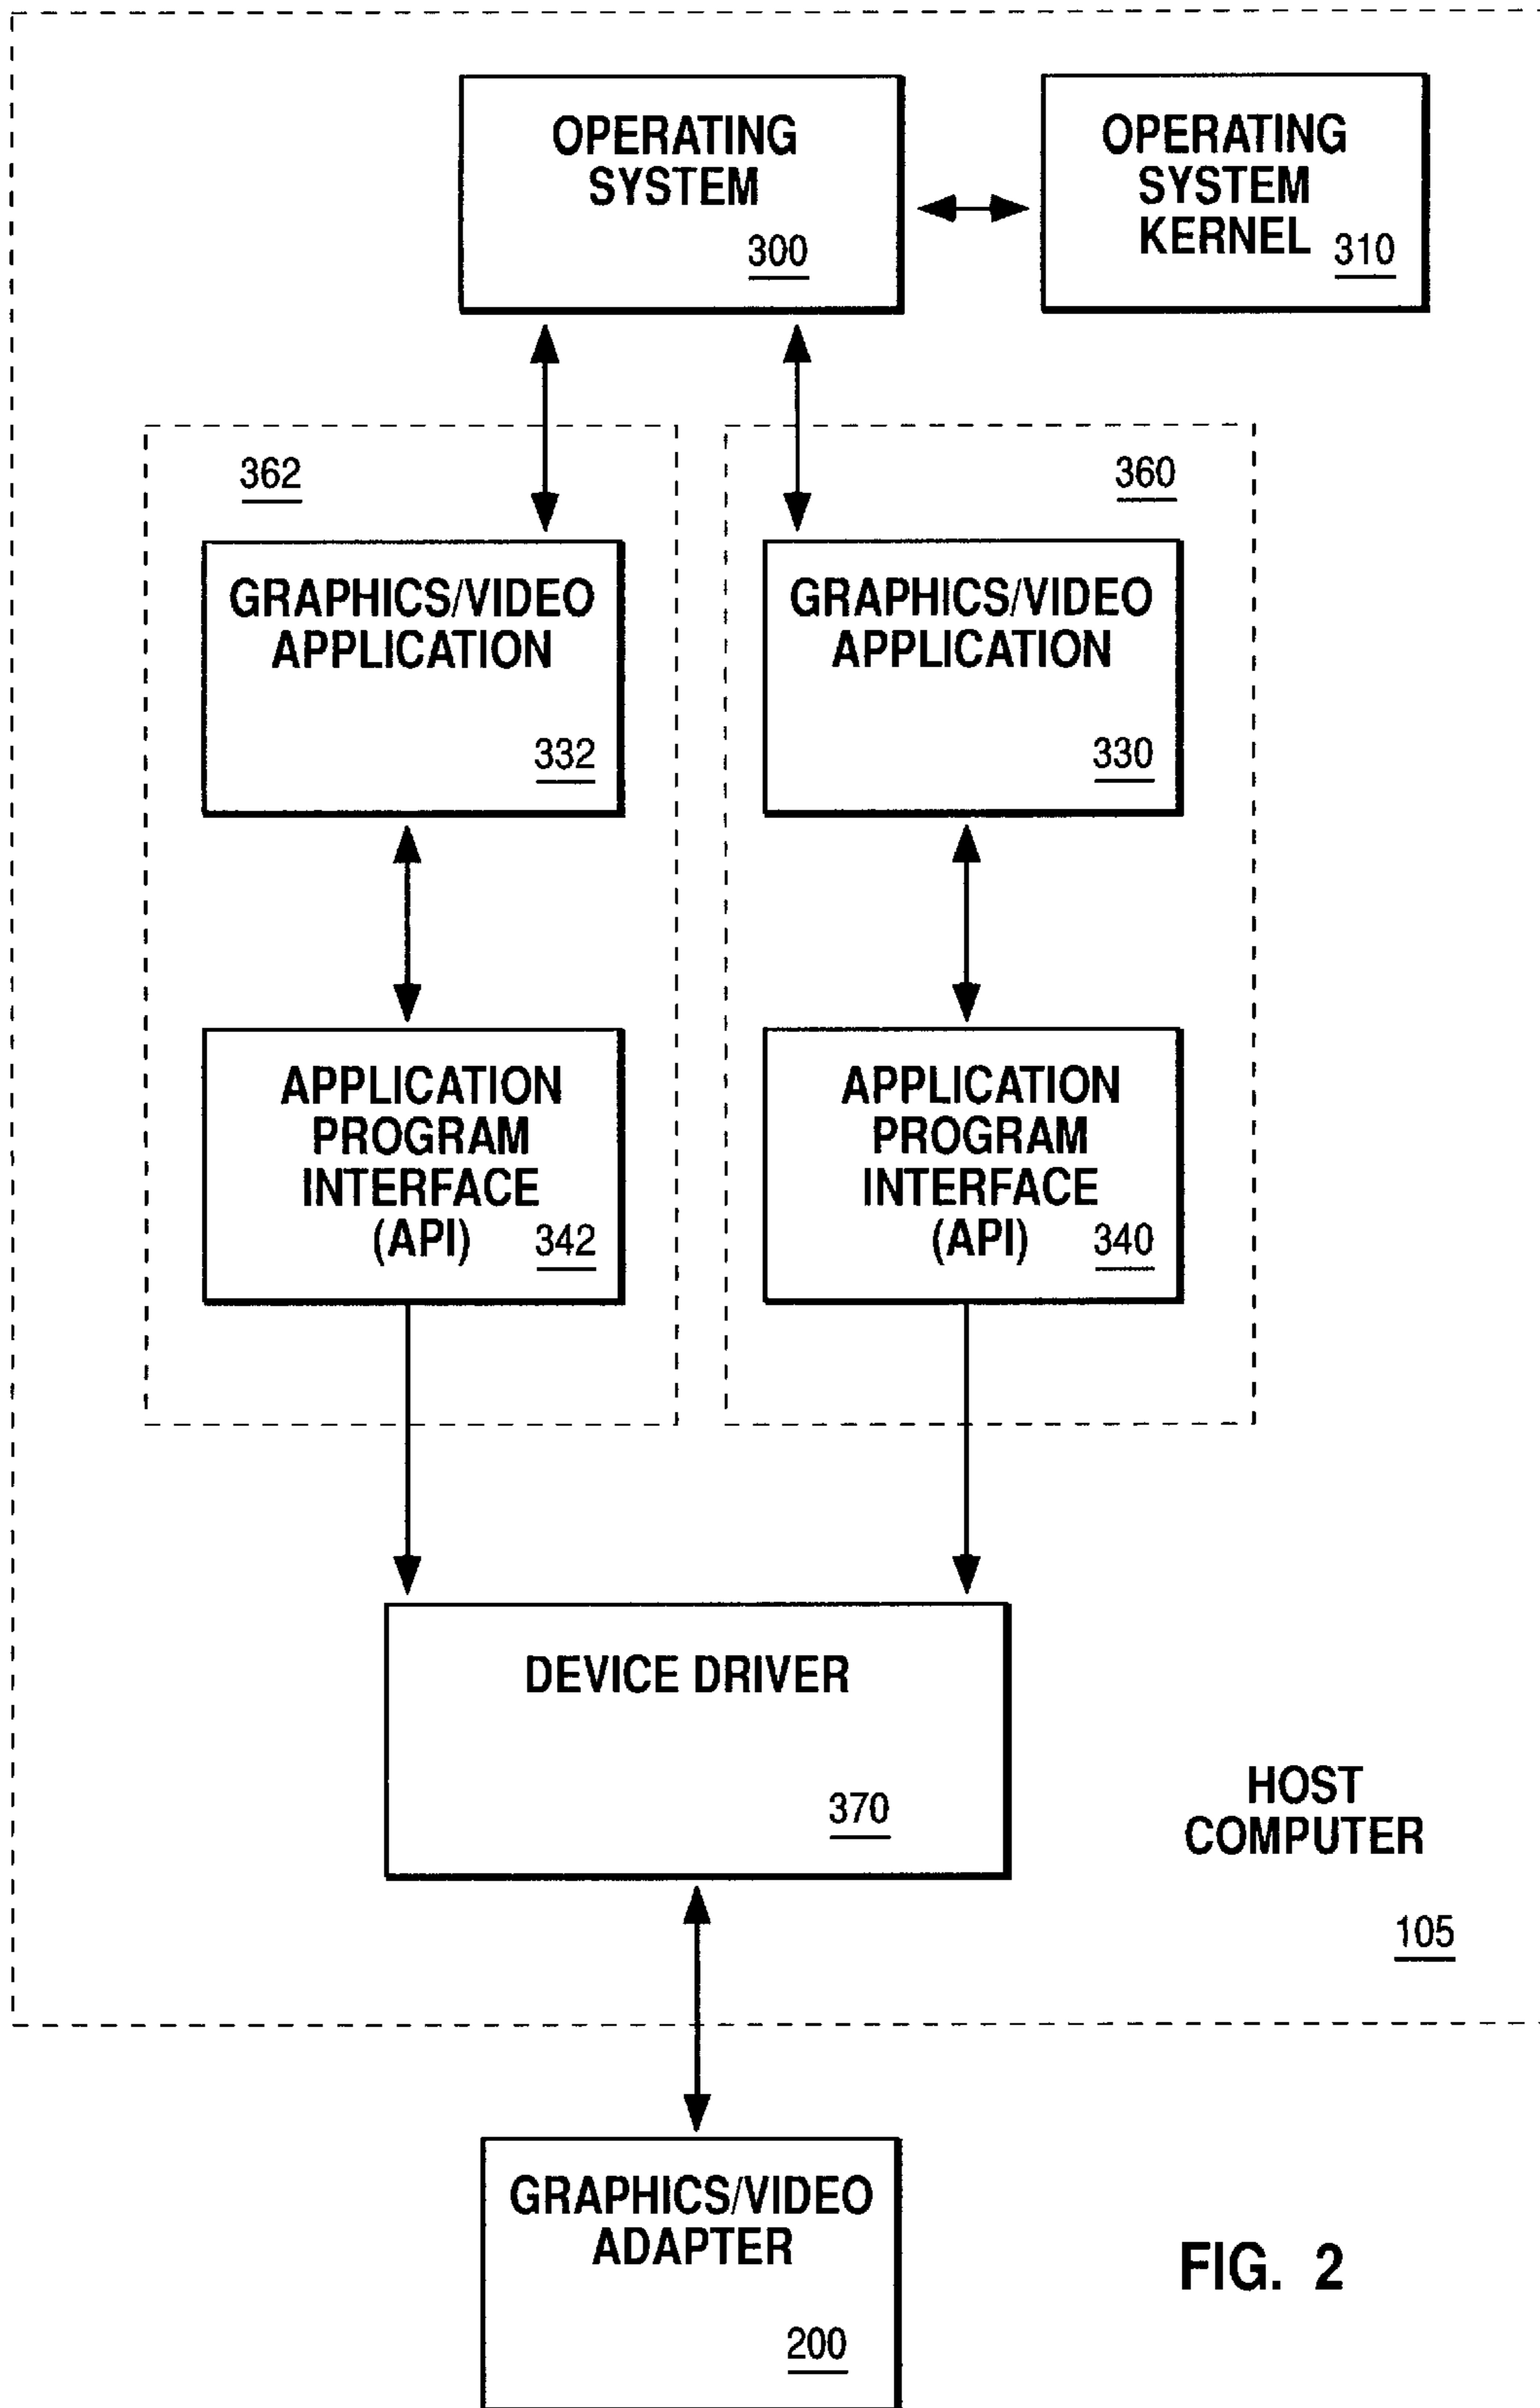 OPERATING
SYSTEM
300
OPERATING
SYSTEM
KERNEL 310
362
GRAPHICS/VIDEO
APPLICATION
332
360
GRAPHICS/VIDEO
APPLICATION
330
APPLICATION
PROGRAM
INTERFACE
(API) 342
APPLICATION
PROGRAM
INTERFACE
(API) 340
DEVICE DRIVER
370
HOST
COMPUTER
105
GRAPHICS/VIDEO
ADAPTER
200
FIG. 2